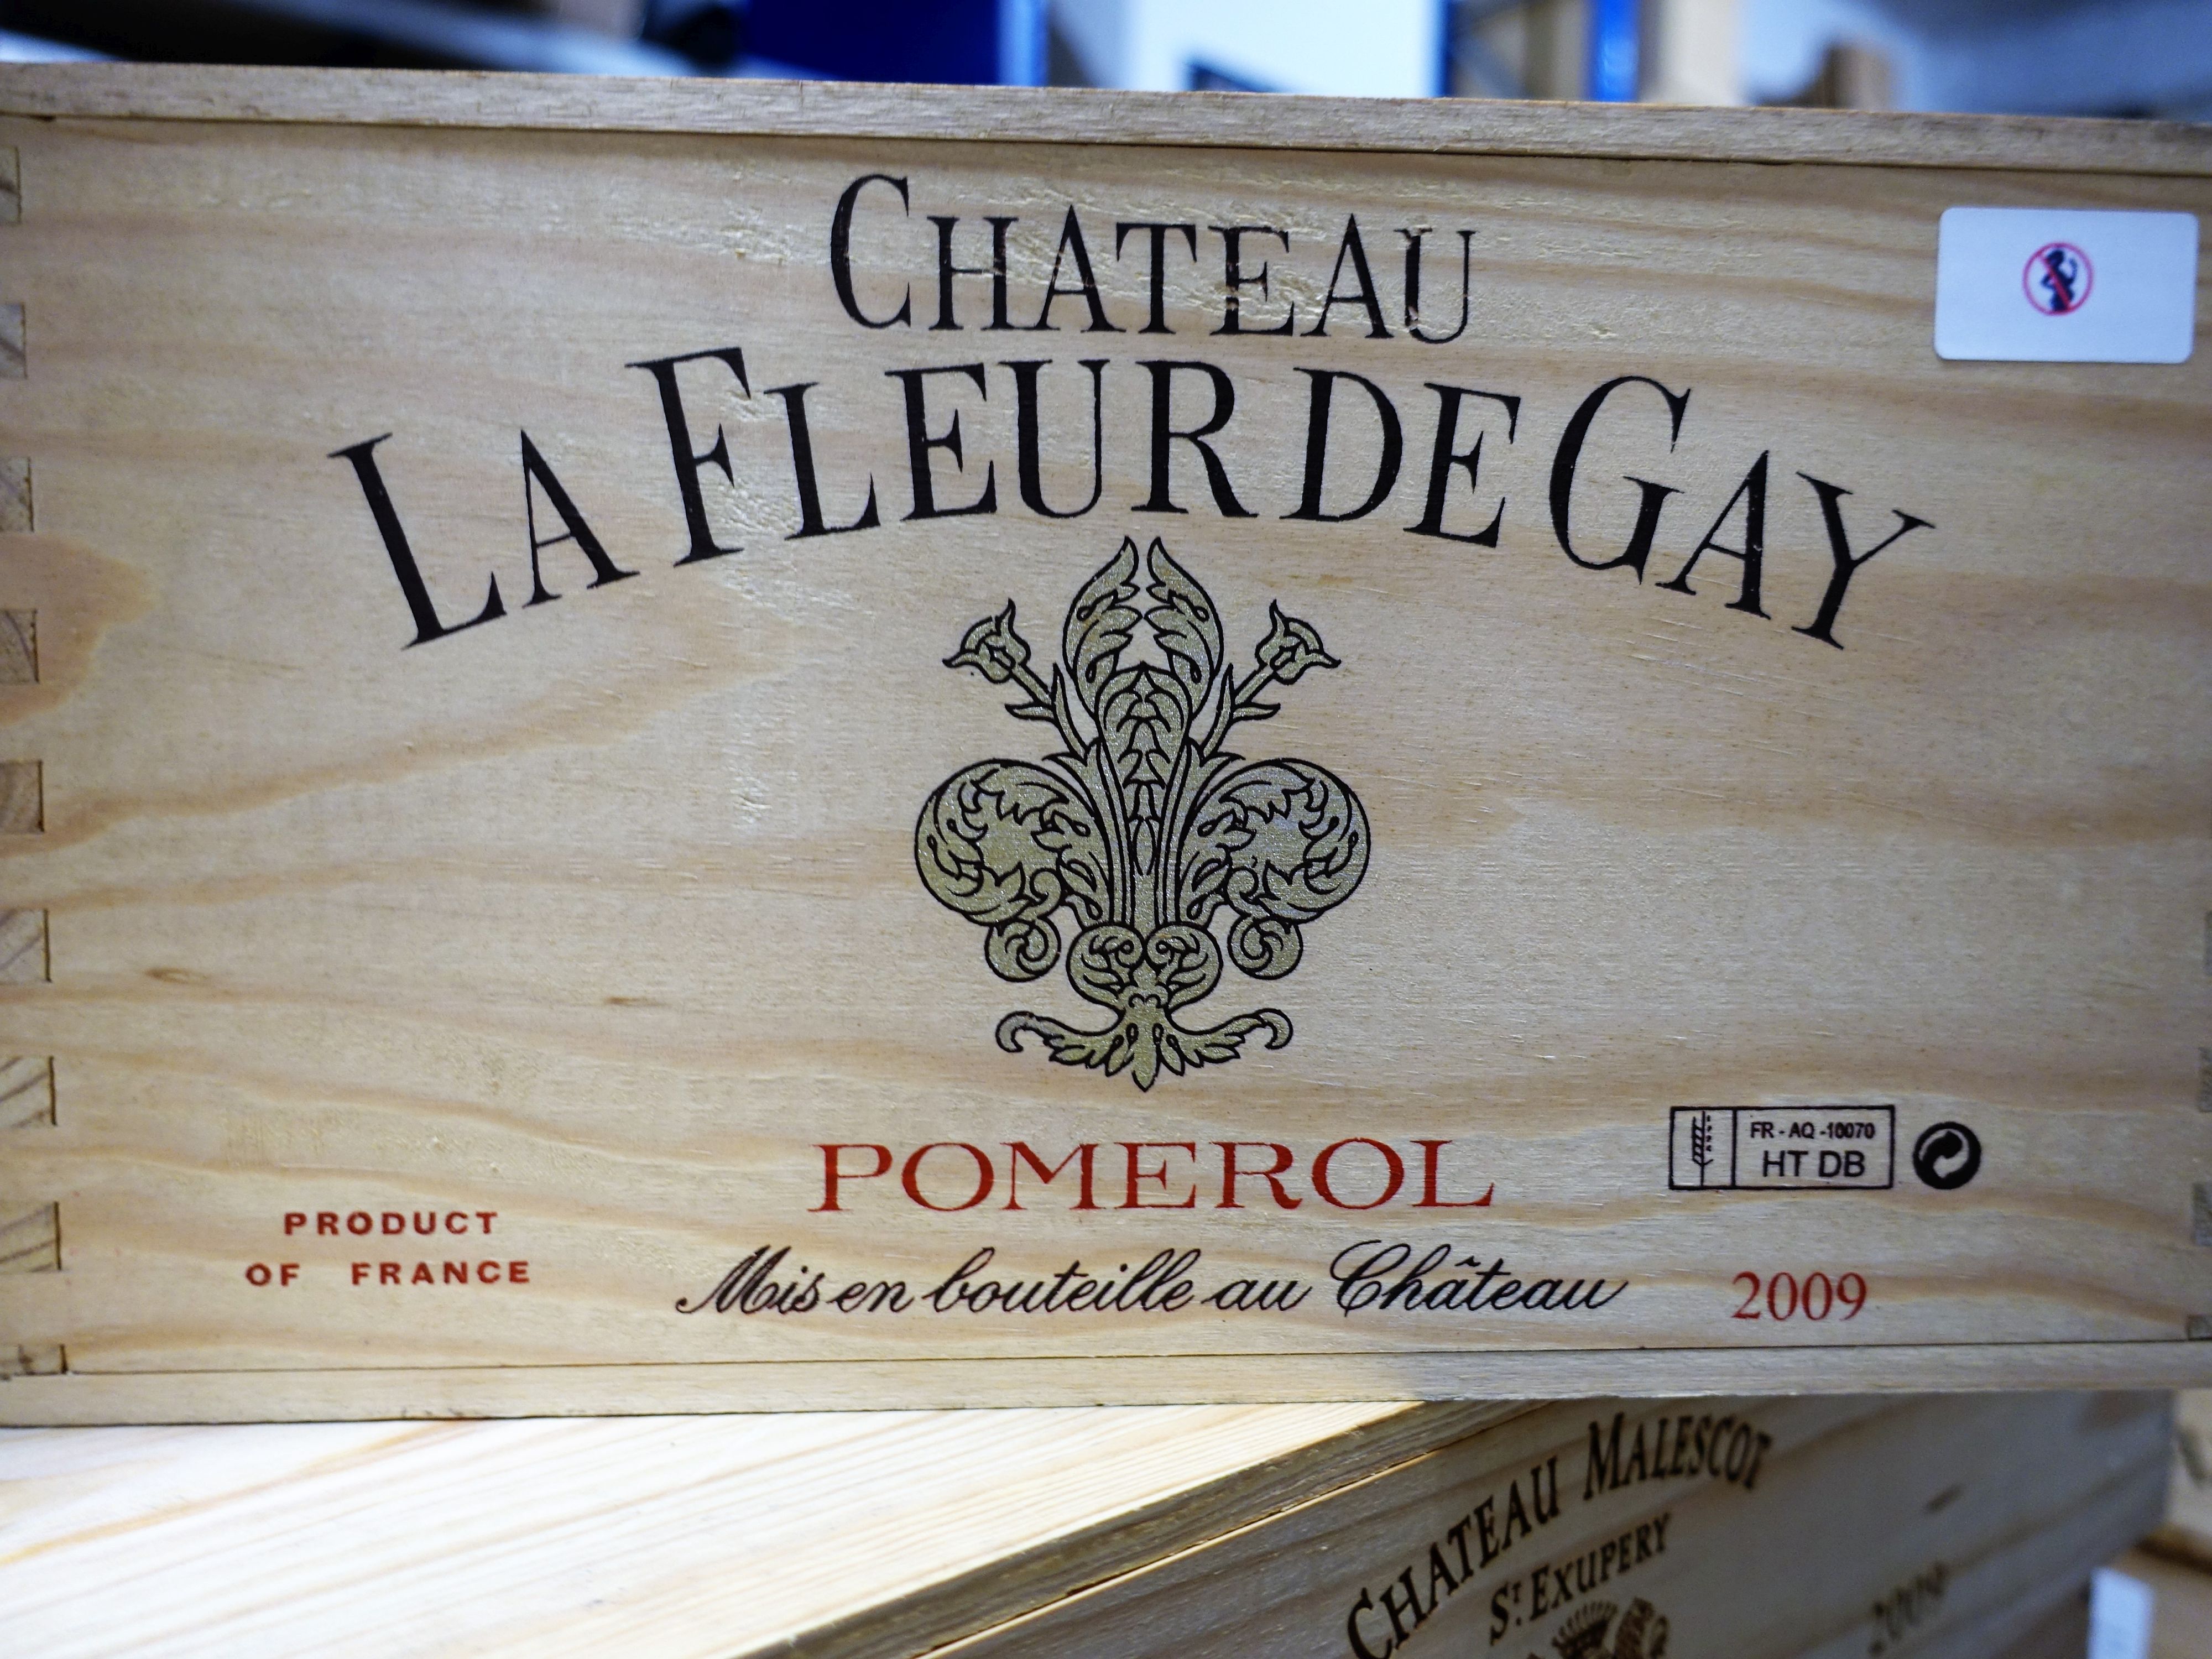 CHATEAU
LA FLEUR DE GAY
POMEROL
FR - AQ - 10070
HT DB
PRODUCT
OF FRANCE
Mis en bouteille au Château
2009
CHATEAU MALESCOT
ST EXUPERY
2009